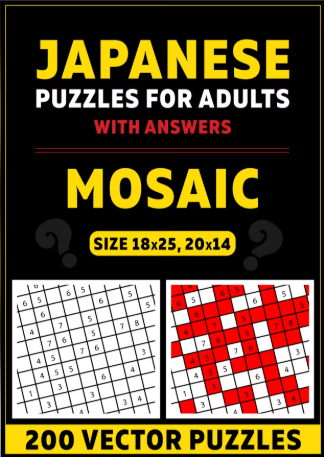 JAPANESE
PUZZLES FOR ADULTS
WITH ANSWERS
MOSAIC
SIZE 18x25, 20x14
200 VECTOR PUZZLES